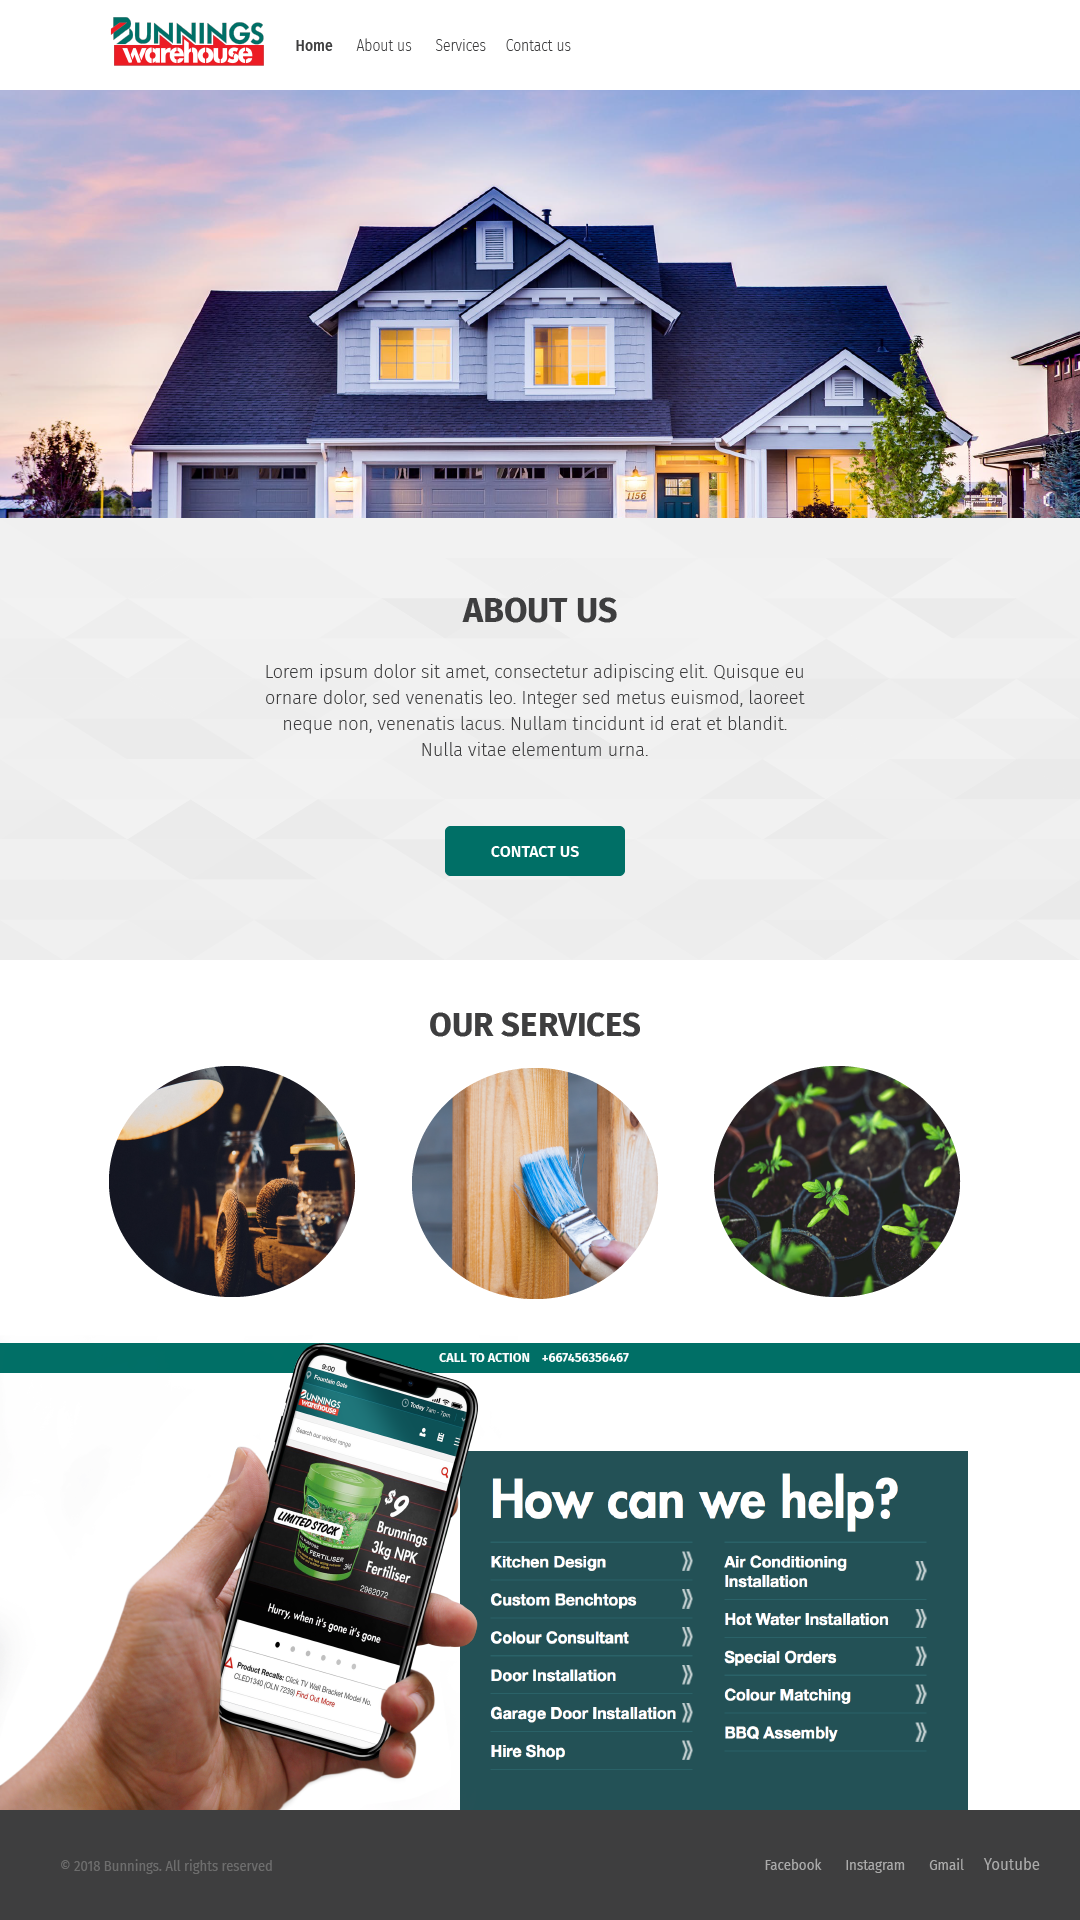 BUNNINGS
warehouse
Home About us Services Contact us
1156
ABOUT US
Lorem ipsum dolor sit amet, consectetur adipiscing elit. Quisque eu
ornare dolor, sed venenatis leo. Integer sed metus euismod, laoreet
neque non, venenatis lacus. Nullam tincidunt id erat et blandit.
Nulla vitae elementum urna.
CONTACT US
OUR SERVICES
CALL TO ACTION +667456356467
9:00
Fountain Gate
Today 7am - 7pm
BUNNINGS
warehouse
Search our widest range
$9
LIMITED STOCK
Brunnings
3kg NPK
Fertiliser
NPK FERTILISER
2962072
Hurry, when it's gone it's gone
Product Recalls: Click TV Wall Bracket Model No.
CLED1340 (OLN 7239) Find Out More
How can we help?
Kitchen Design
Custom Benchtops
Colour Consultant
Door Installation
Garage Door Installation
Hire Shop
Air Conditioning
Installation
Hot Water Installation
Special Orders
Colour Matching
BBQ Assembly
© 2018 Bunnings. All rights reserved
Facebook Instagram Gmail Youtube